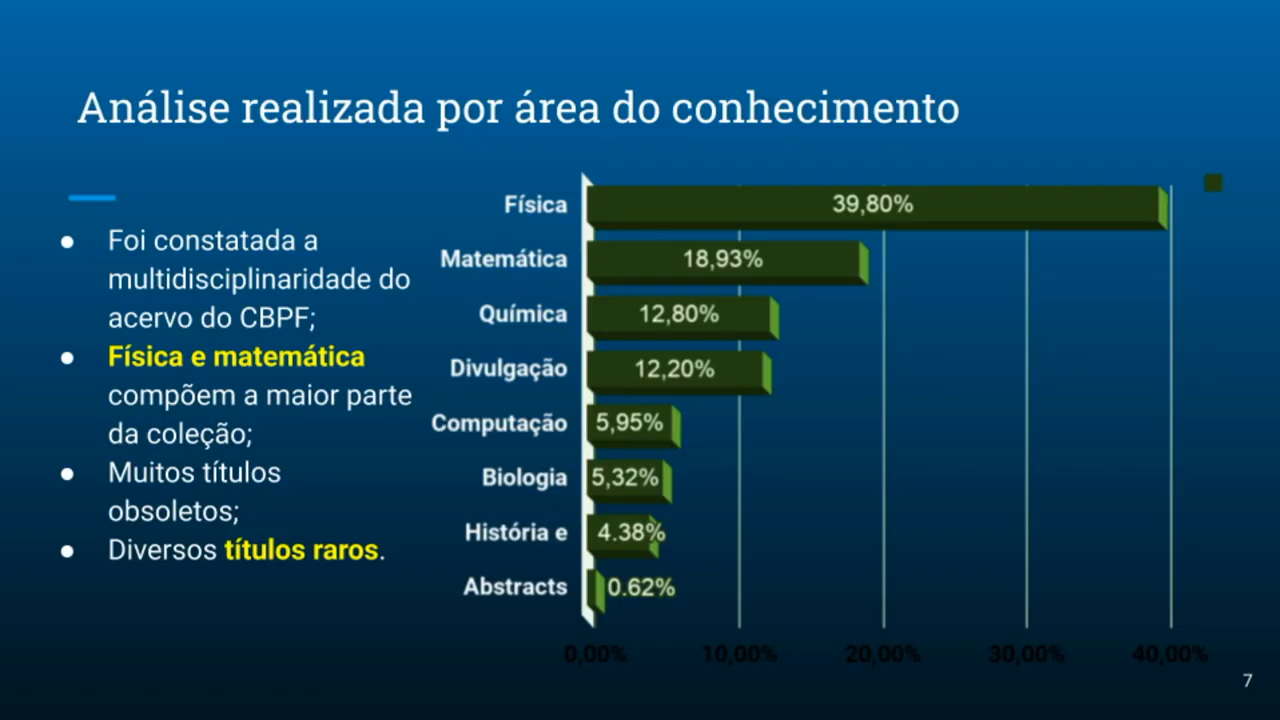 Análise realizada por área do conhecimento
● Foi constatada a
multidisciplinaridade do
acervo do CBPF;
● Física e matemática
compõem a maior parte
da coleção;
● Muitos títulos
obsoletos;
● Diversos títulos raros.
Física 39,80%
Matemática 18,93%
Química 12,80%
Divulgação 12,20%
Computação 5,95%
Biologia 5,32%
História e 4.38%
Abstracts 0.62%
0,00% 10,00% 20,00% 30,00% 40,00%
7